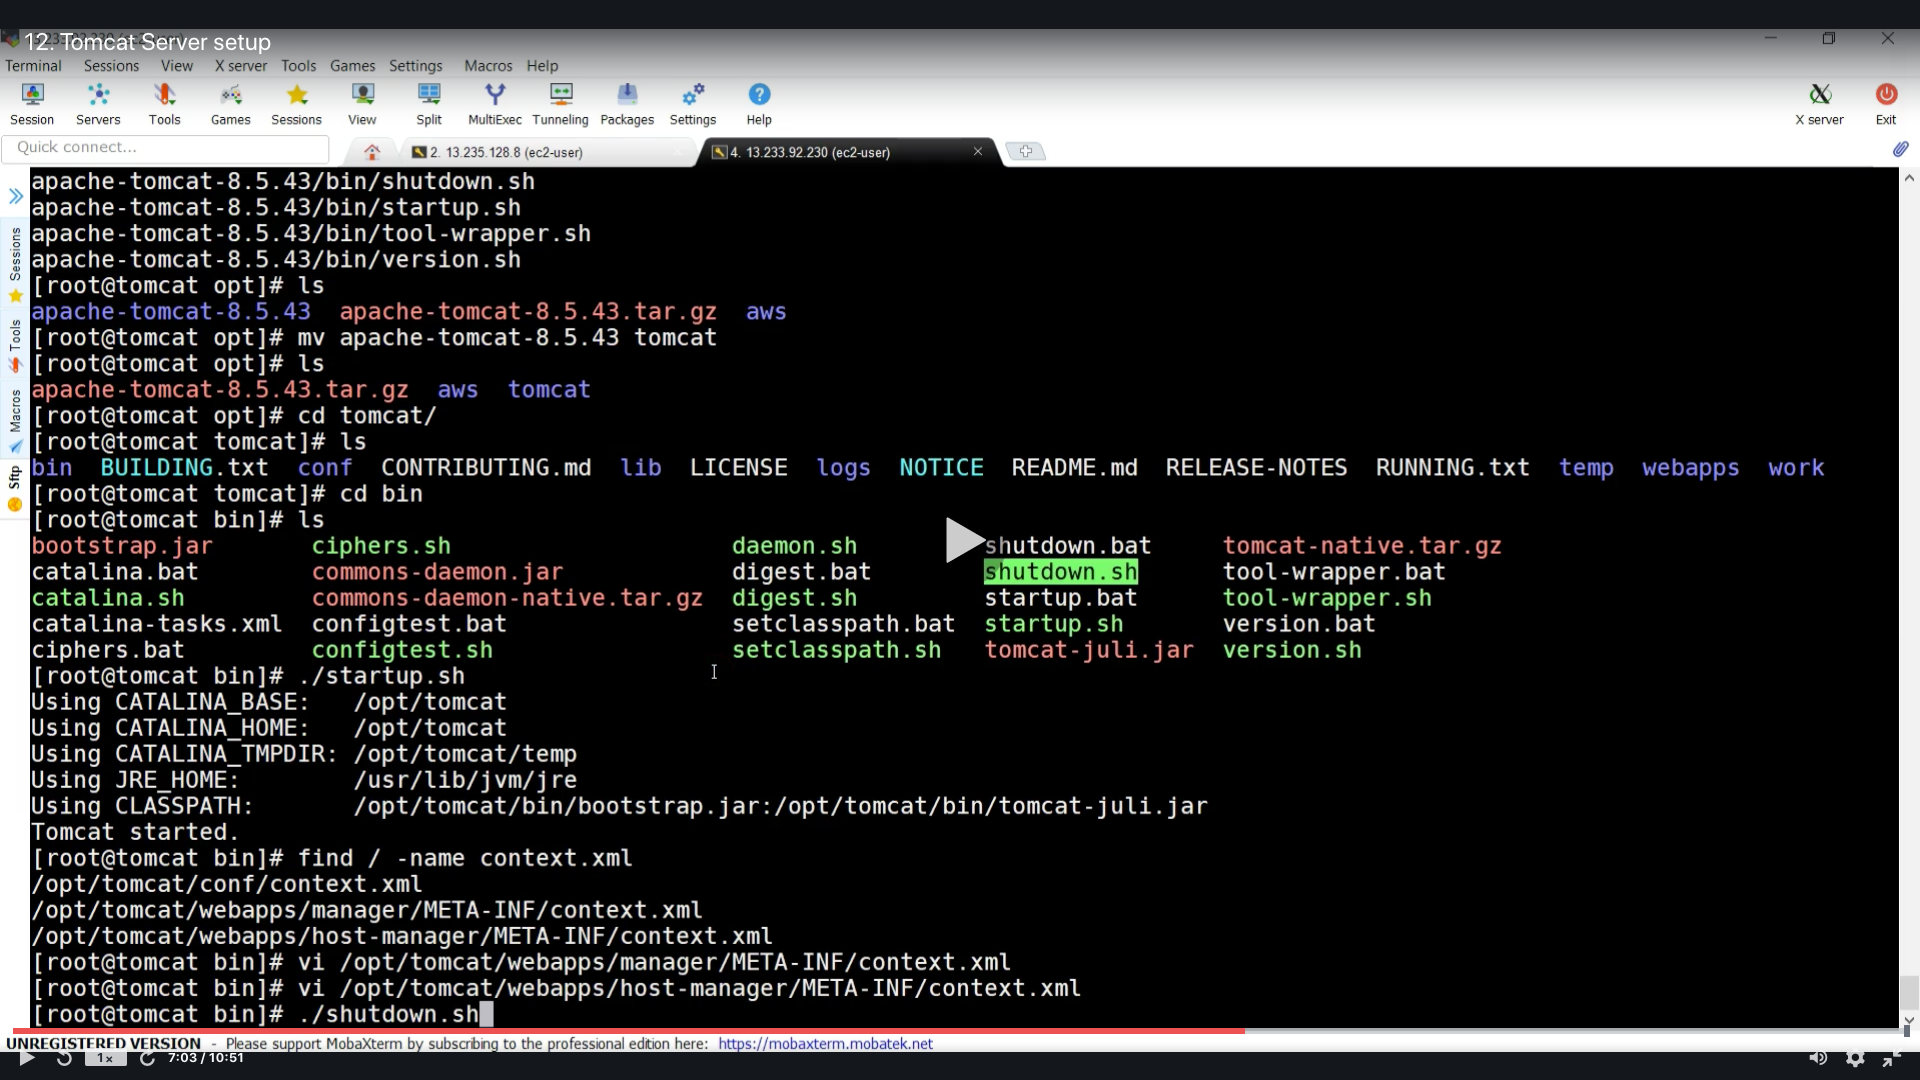 12. Tomcat Server setup
Terminal Sessions View X server Tools Games Settings Macros Help
Session Servers Tools Games Sessions View Split MultiExec Tunneling Packages Settings Help X server Exit
Quick connect...
2. 13.235.128.8 (ec2-user)
4. 13.233.92.230 (ec2-user)
Sessions
Tools
Macros
Sftp
apache-tomcat-8.5.43/bin/shutdown.sh
apache-tomcat-8.5.43/bin/startup.sh
apache-tomcat-8.5.43/bin/tool-wrapper.sh
apache-tomcat-8.5.43/bin/version.sh
[root@tomcat opt]# ls
apache-tomcat-8.5.43  apache-tomcat-8.5.43.tar.gz  aws
[root@tomcat opt]# mv apache-tomcat-8.5.43 tomcat
[root@tomcat opt]# ls
apache-tomcat-8.5.43.tar.gz  aws  tomcat
[root@tomcat opt]# cd tomcat/
[root@tomcat tomcat]# ls
bin  BUILDING.txt  conf  CONTRIBUTING.md  lib  LICENSE  logs  NOTICE  README.md  RELEASE-NOTES  RUNNING.txt  temp  webapps  work
[root@tomcat tomcat]# cd bin
[root@tomcat bin]# ls
bootstrap.jar       ciphers.sh                    daemon.sh        shutdown.bat    tomcat-native.tar.gz
catalina.bat        commons-daemon.jar            digest.bat       shutdown.sh     tool-wrapper.bat
catalina.sh         commons-daemon-native.tar.gz  digest.sh        startup.bat     tool-wrapper.sh
catalina-tasks.xml  configtest.bat                setclasspath.bat  startup.sh      version.bat
ciphers.bat         configtest.sh                 setclasspath.sh  tomcat-juli.jar  version.sh
[root@tomcat bin]# ./startup.sh
Using CATALINA_BASE:   /opt/tomcat
Using CATALINA_HOME:   /opt/tomcat
Using CATALINA_TMPDIR: /opt/tomcat/temp
Using JRE_HOME:        /usr/lib/jvm/jre
Using CLASSPATH:       /opt/tomcat/bin/bootstrap.jar:/opt/tomcat/bin/tomcat-juli.jar
Tomcat started.
[root@tomcat bin]# find / -name context.xml
/opt/tomcat/conf/context.xml
/opt/tomcat/webapps/manager/META-INF/context.xml
/opt/tomcat/webapps/host-manager/META-INF/context.xml
[root@tomcat bin]# vi /opt/tomcat/webapps/manager/META-INF/context.xml
[root@tomcat bin]# vi /opt/tomcat/webapps/host-manager/META-INF/context.xml
[root@tomcat bin]# ./shutdown.sh
UNREGISTERED VERSION - Please support MobaXterm by subscribing to the professional edition here: https://mobaxterm.mobatek.net
1x 7:03 / 10:51